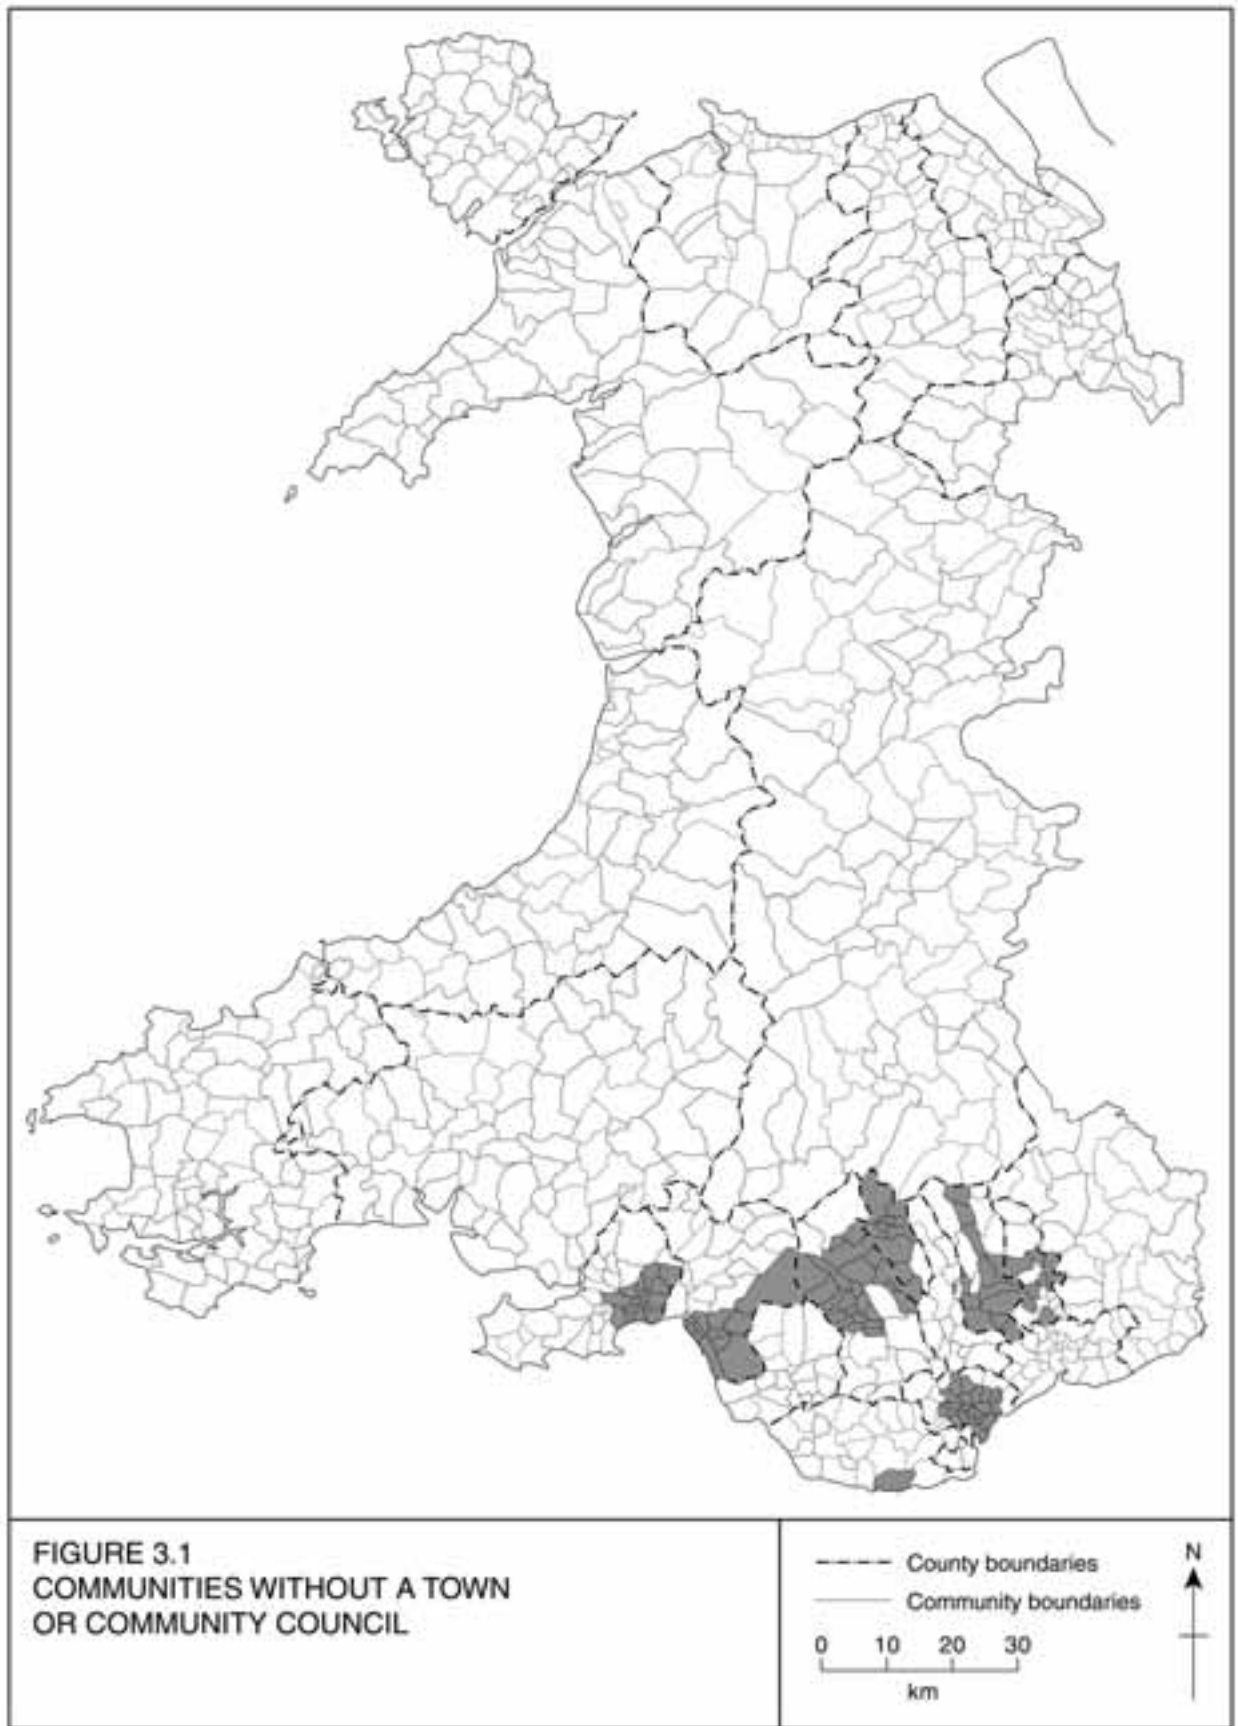 FIGURE 3.1
COMMUNITIES WITHOUT A TOWN
OR COMMUNITY COUNCIL
County boundaries
Community boundaries
0 10 20 30
km
N